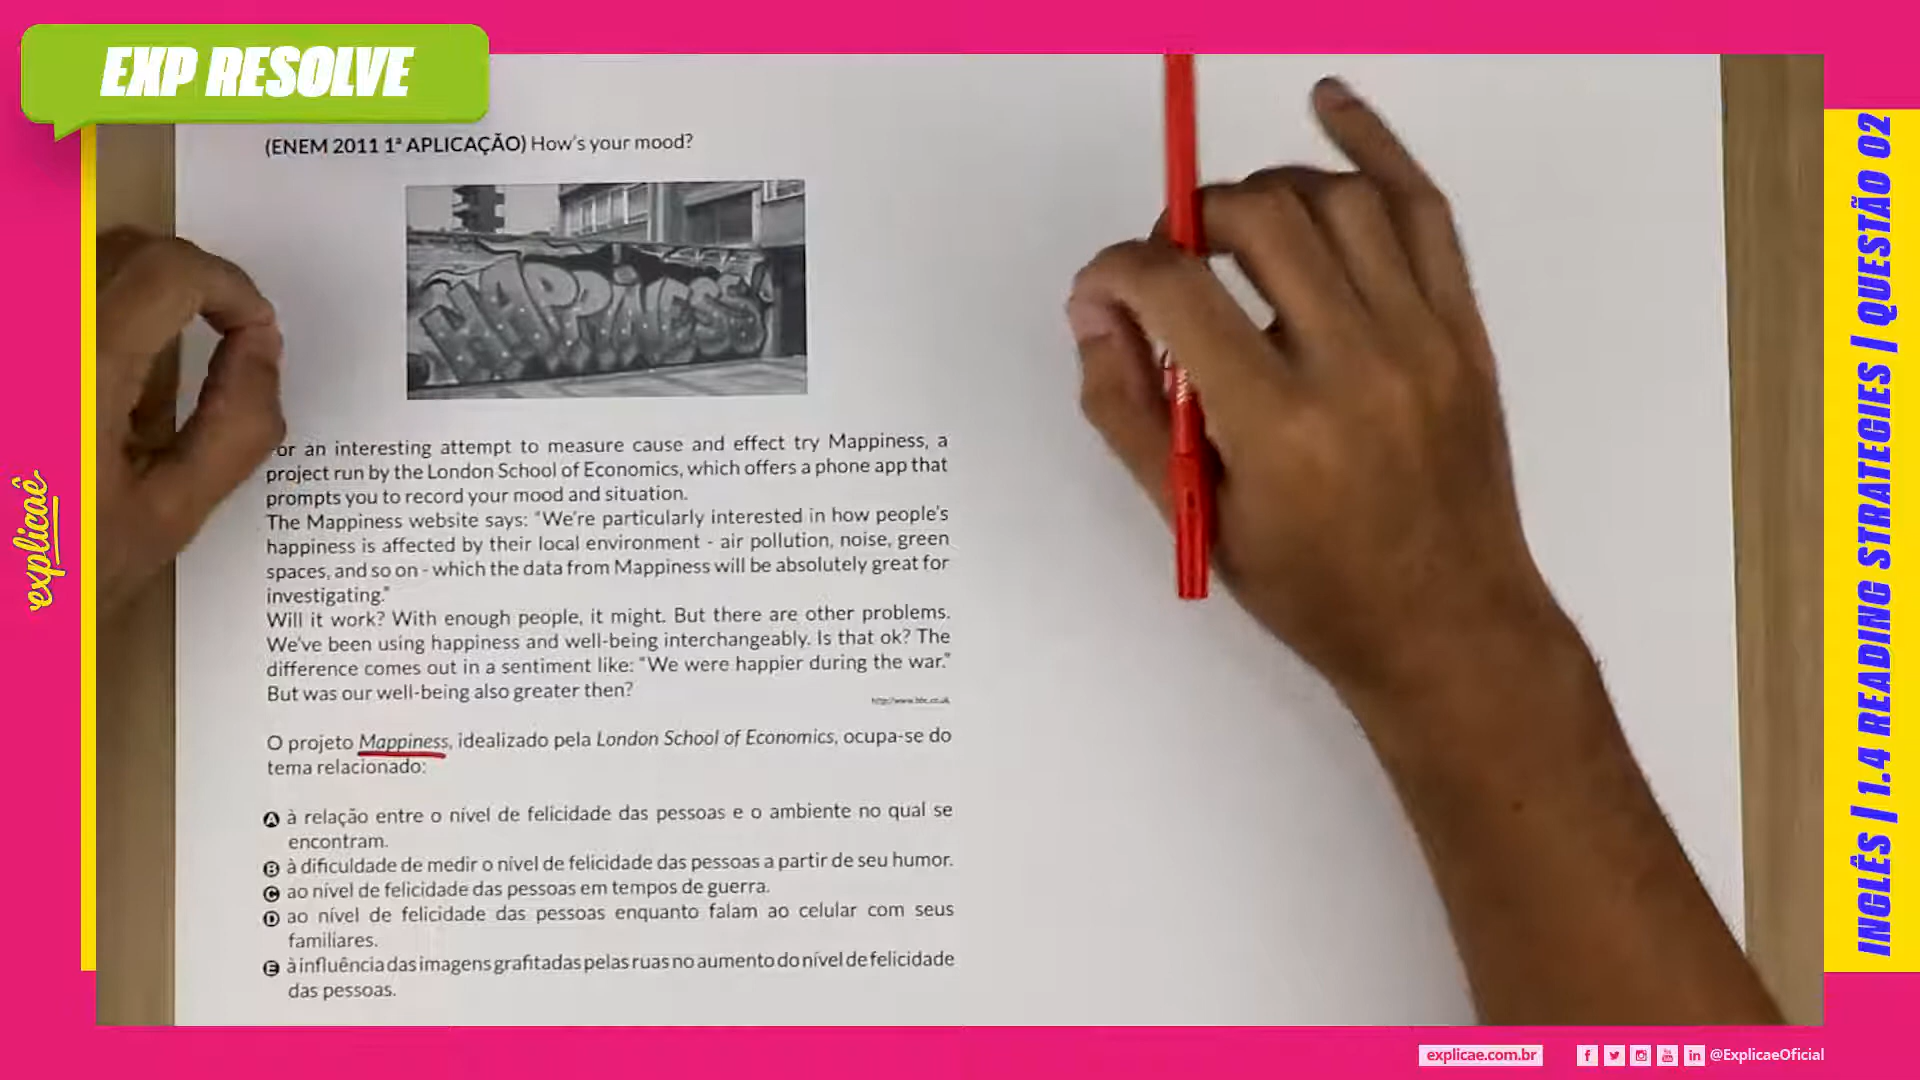 EXP RESOLVE
(ENEM 2011 1ª APLICAÇÃO) How's your mood?
HAPPINESS
or an interesting attempt to measure cause and effect try Mappiness, a
project run by the London School of Economics, which offers a phone app that
prompts you to record your mood and situation.
The Mappiness website says: "We're particularly interested in how people's
happiness is affected by their local environment - air pollution, noise, green
spaces, and so on - which the data from Mappiness will be absolutely great for
investigating."
Will it work? With enough people, it might. But there are other problems.
We've been using happiness and well-being interchangeably. Is that ok? The
difference comes out in a sentiment like: "We were happier during the war."
But was our well-being also greater then?
http://www.bbc.co.uk
O projeto Mappiness, idealizado pela London School of Economics, ocupa-se do
tema relacionado:
A à relação entre o nível de felicidade das pessoas e o ambiente no qual se
encontram.
B à dificuldade de medir o nível de felicidade das pessoas a partir de seu humor.
C ao nível de felicidade das pessoas em tempos de guerra.
D ao nível de felicidade das pessoas enquanto falam ao celular com seus
familiares.
E à influência das imagens grafitadas pelas ruas no aumento do nível de felicidade
das pessoas.
explicaê
INGLÊS | 1.4 READING STRATEGIES | QUESTÃO 02
explicae.com.br
@ExplicaeOficial